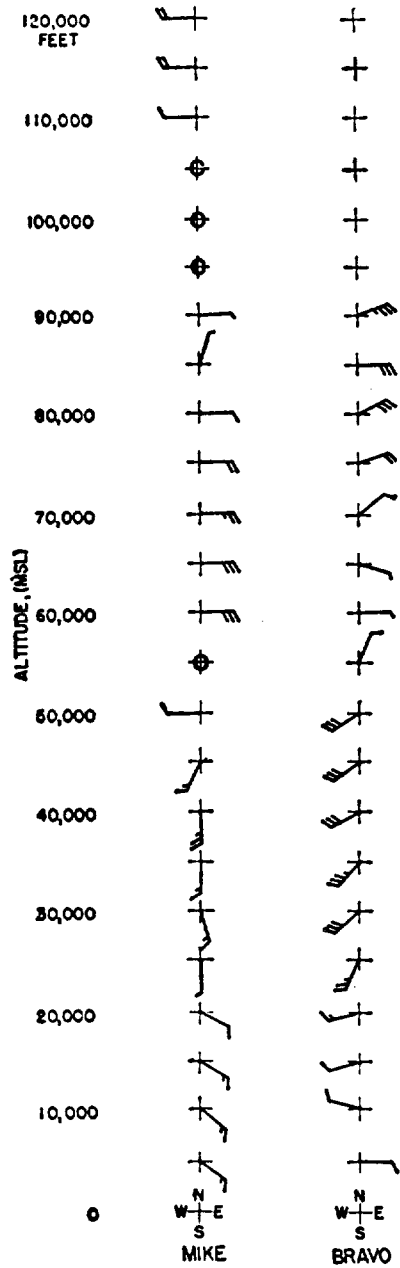 120,000
FEET
110,000
100,000
90,000
80,000
70,000
ALTITUDE, (MSL)
60,000
50,000
40,000
30,000
20,000
10,000
0
N
W E
S
N
W E
S
MIKE BRAVO